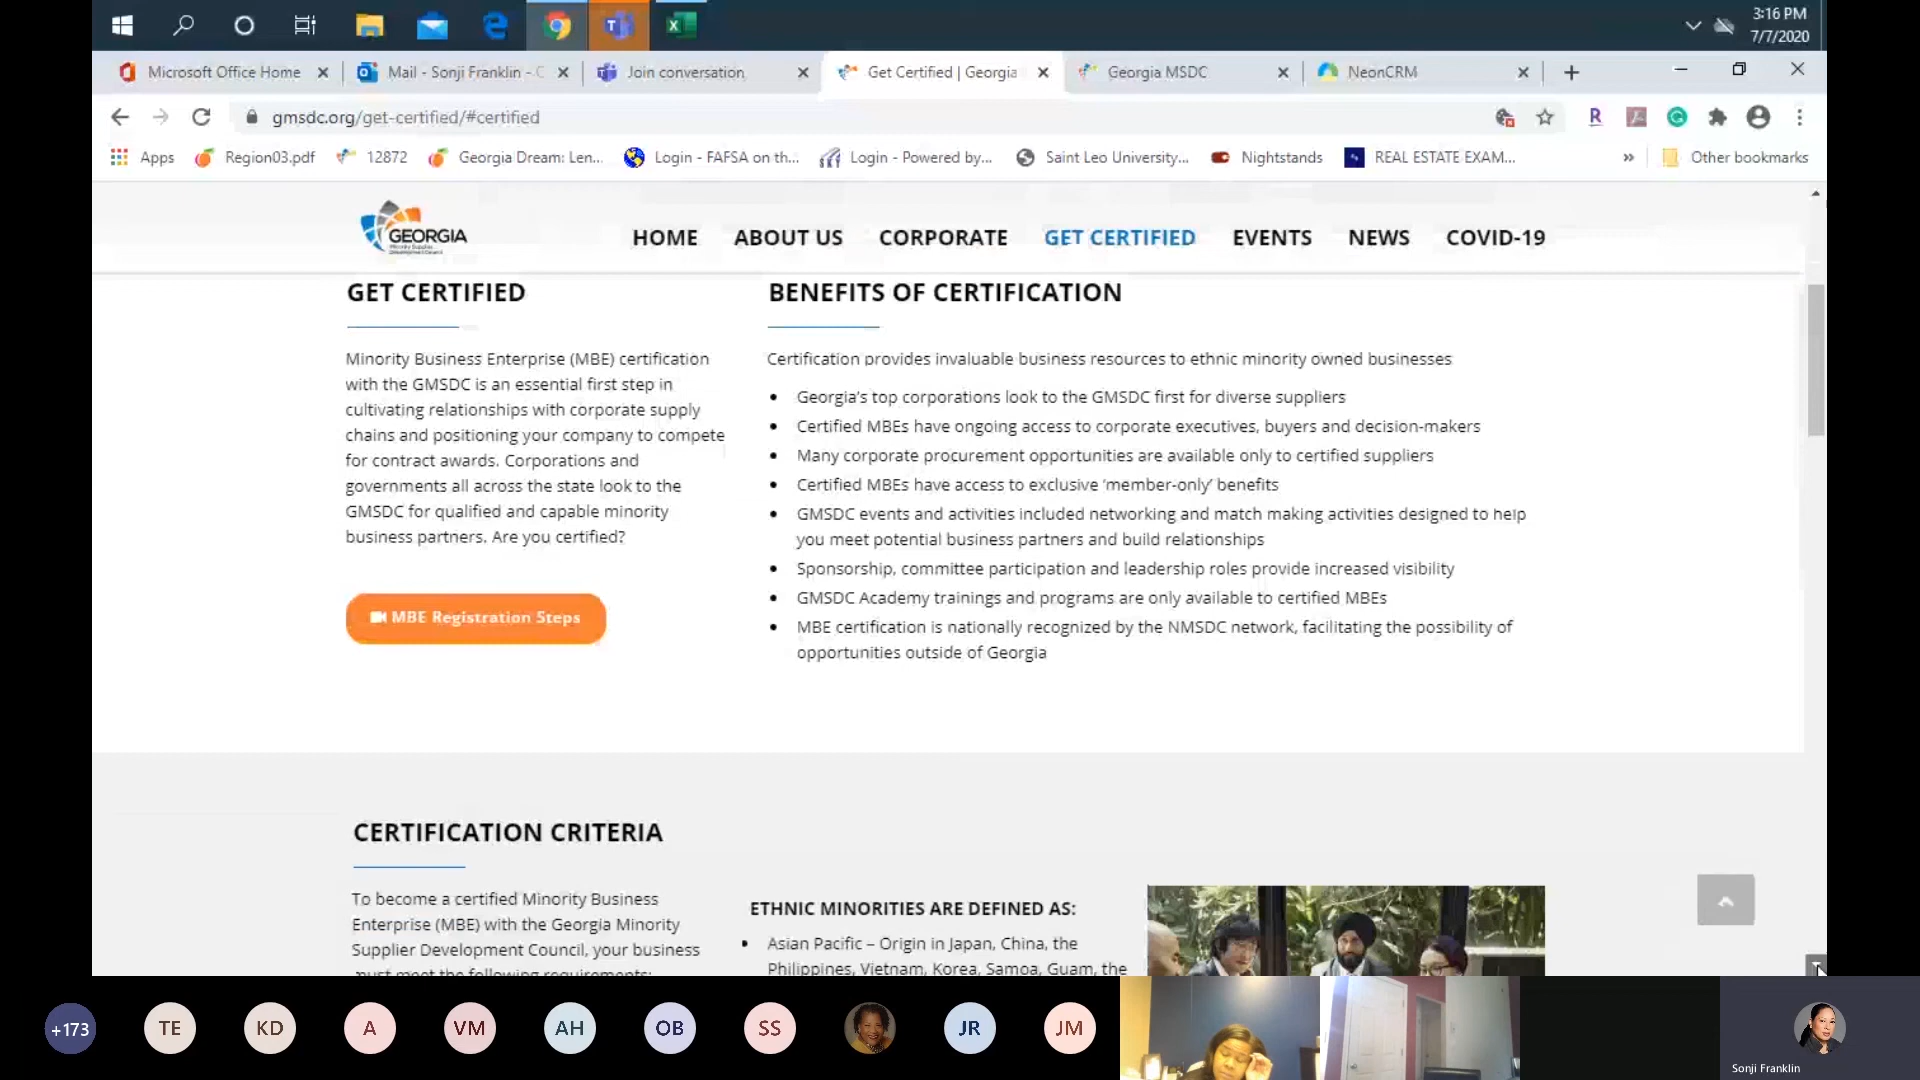 3:16 PM
7/7/2020
Microsoft Office Home
Mail - Sonji Franklin - C
Join conversation
Get Certified | Georgia
Georgia MSDC
NeonCRM
gmsdc.org/get-certified/#certified
Apps
Region03.pdf
12872
Georgia Dream: Len...
Login - FAFSA on th...
Login - Powered by...
Saint Leo University...
Nightstands
REAL ESTATE EXAM...
»
Other bookmarks
GEORGIA
HOME
ABOUT US
CORPORATE
GET CERTIFIED
EVENTS
NEWS
COVID-19
GET CERTIFIED
Minority Business Enterprise (MBE) certification
with the GMSDC is an essential first step in
cultivating relationships with corporate supply
chains and positioning your company to compete
for contract awards. Corporations and
governments all across the state look to the
GMSDC for qualified and capable minority
business partners. Are you certified?
MBE Registration Steps
BENEFITS OF CERTIFICATION
Certification provides invaluable business resources to ethnic minority owned businesses
• Georgia’s top corporations look to the GMSDC first for diverse suppliers
• Certified MBEs have ongoing access to corporate executives, buyers and decision-makers
• Many corporate procurement opportunities are available only to certified suppliers
• Certified MBEs have access to exclusive ‘member-only’ benefits
• GMSDC events and activities included networking and match making activities designed to help
you meet potential business partners and build relationships
• Sponsorship, committee participation and leadership roles provide increased visibility
• GMSDC Academy trainings and programs are only available to certified MBEs
• MBE certification is nationally recognized by the NMSDC network, facilitating the possibility of
opportunities outside of Georgia
CERTIFICATION CRITERIA
To become a certified Minority Business
Enterprise (MBE) with the Georgia Minority
Supplier Development Council, your business
must meet the following requirements:
ETHNIC MINORITIES ARE DEFINED AS:
• Asian Pacific – Origin in Japan, China, the
Philippines, Vietnam, Korea, Samoa, Guam, the
+173
TE
KD
A
VM
AH
OB
SS
JR
JM
Sonji Franklin